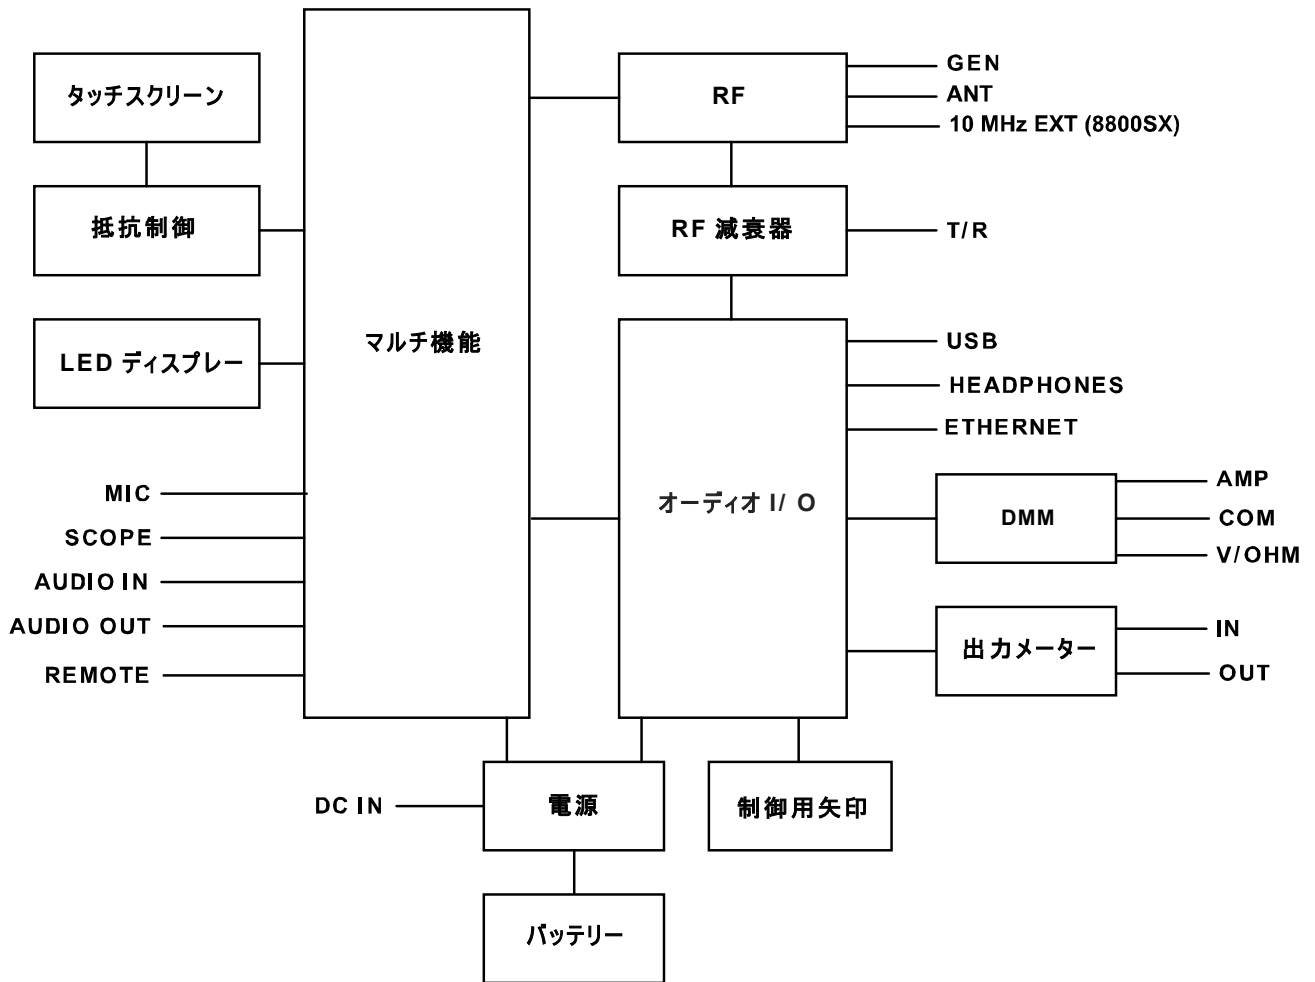 タッチスクリーン
抵抗制御
LED ディスプレー
MIC
SCOPE
AUDIO IN
AUDIO OUT
REMOTE
マルチ機能
RF
GEN
ANT
10 MHz EXT (8800SX)
RF 減衰器
T/R
オーディオ I/ O
USB
HEADPHONES
ETHERNET
DMM
AMP
COM
V/OHM
出力メーター
IN
OUT
DC IN
電源
制御用矢印
バッテリー